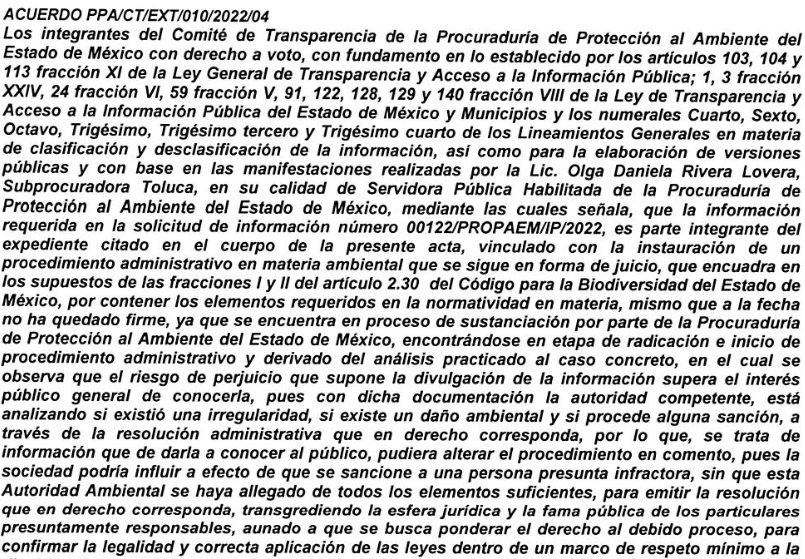 ACUERDO PPA/CT/EXT/010/2022/04
Los integrantes del Comité de Transparencia de la Procuraduría de Protección al Ambiente del
Estado de México con derecho a voto, con fundamento en lo establecido por los artículos 103, 104 y
113 fracción XI de la Ley General de Transparencia y Acceso a la Información Pública; 1, 3 fracción
XXIV, 24 fracción VI, 59 fracción V, 91, 122, 128, 129 y 140 fracción VIII de la Ley de Transparencia y
Acceso a la Información Pública del Estado de México y Municipios y los numerales Cuarto, Sexto,
Octavo, Trigésimo, Trigésimo tercero y Trigésimo cuarto de los Lineamientos Generales en materia
de clasificación y desclasificación de la información, así como para la elaboración de versiones
públicas y con base en las manifestaciones realizadas por la Lic. Olga Daniela Rivera Lovera,
Subprocuradora Toluca, en su calidad de Servidora Pública Habilitada de la Procuraduría de
Protección al Ambiente del Estado de México, mediante las cuales señala, que la información
requerida en la solicitud de información número 00122/PROPAEM/IP/2022, es parte integrante del
expediente citado en el cuerpo de la presente acta, vinculado con la instauración de un
procedimiento administrativo en materia ambiental que se sigue en forma de juicio, que encuadra en
los supuestos de las fracciones I y II del artículo 2.30 del Código para la Biodiversidad del Estado de
México, por contener los elementos requeridos en la normatividad en materia, mismo que a la fecha
no ha quedado firme, ya que se encuentra en proceso de sustanciación por parte de la Procuraduría
de Protección al Ambiente del Estado de México, encontrándose en etapa de radicación e inicio de
procedimiento administrativo y derivado del análisis practicado al caso concreto, en el cual se
observa que el riesgo de perjuicio que supone la divulgación de la información supera el interés
público general de conocerla, pues con dicha documentación la autoridad competente, está
analizando si existió una irregularidad, si existe un daño ambiental y si procede alguna sanción, a
través de la resolución administrativa que en derecho corresponda, por lo que, se trata de
información que de darla a conocer al público, pudiera alterar el procedimiento en comento, pues la
sociedad podría influir a efecto de que se sancione a una persona presunta infractora, sin que esta
Autoridad Ambiental se haya allegado de todos los elementos suficientes, para emitir la resolución
que en derecho corresponda, transgrediendo la esfera jurídica y la fama pública de los particulares
presuntamente responsables, aunado a que se busca ponderar el derecho al debido proceso, para
confirmar la legalidad y correcta aplicación de las leyes dentro de un marco de respeto mínimo a la